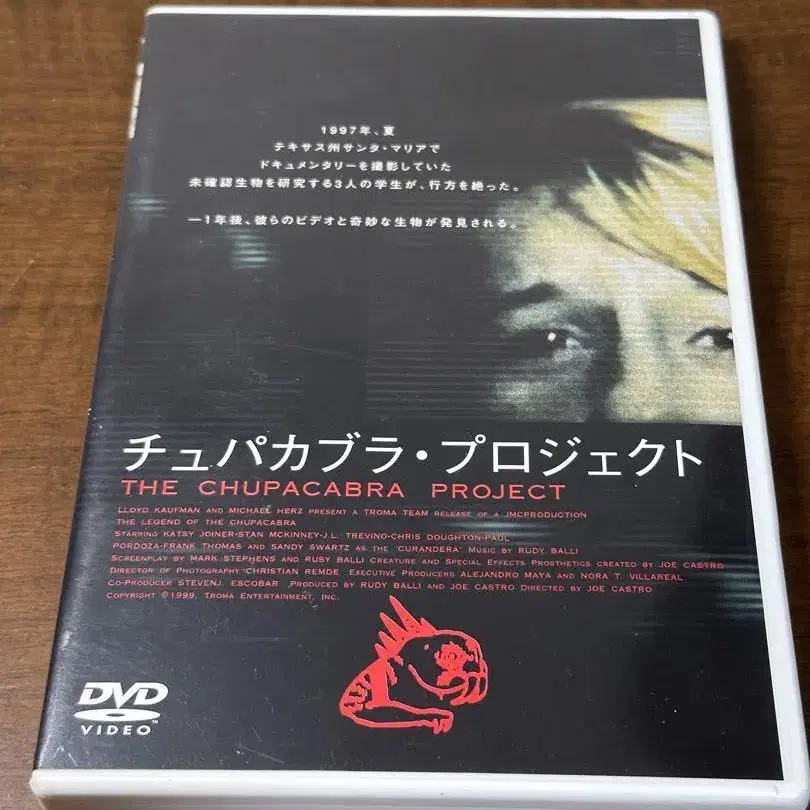 1997年、夏
テキサス州サンタ・マリアで
ドキュメンタリーを撮影していた
未確認生物を研究する3人の学生が、行方を絶った。
―1年後、彼らのビデオと奇妙な生物が発見される。
チュパカブラ・プロジェクト
THE CHUPACABRA PROJECT
LLOYD KAUFMAN AND MICHAEL HERZ PRESENT A TROMA TEAM RELEASE OF A JMCPRODUCTION
THE LEGEND OF THE CHUPACABRA
STARRING KATSY JOINER·STAN MCKINNEY·J.L. TREVINO·CHRIS DOUGHTON·PAUL
PORDOZA·FRANK THOMAS AND SANDY SWARTZ AS THE 'CURANDERA' MUSIC BY RUDY BALLI
SCREENPLAY BY MARK STEPHENS AND RUSY BALLI CREATURE AND SPECIAL EFFECTS PROSTHETICS CREATED BY JOE CASTRO
DIRECTOR OF PHOTOGRAPHY·CHRISTIAN REMDE. EXECUTIVE PRODUCERS ALEJANDRO MAYA AND NORA T. VILLAREAL
CO-PRODUCER STEVENJ. ESCOBAR ,PRODUCED BY RUDY BALLI AND JOE CASTRO DIRECTED BY JOE CASTRO
COPYRIGHT ©1999. TROMA ENTERTAINMENT, INC.
DVD
VIDEO™